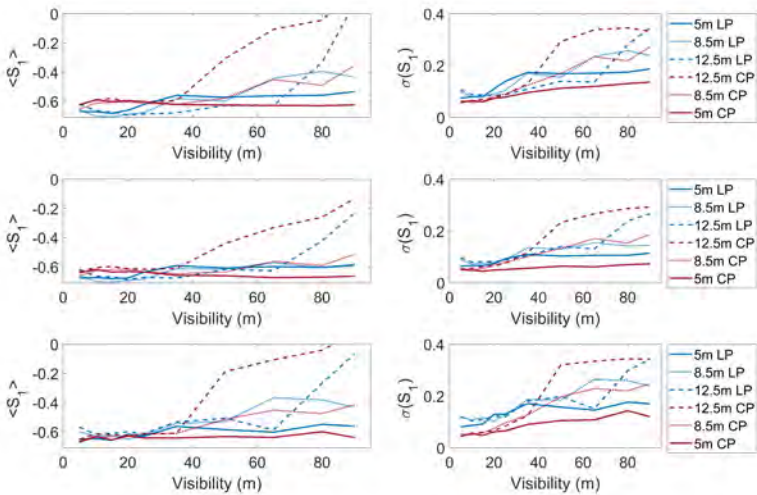 <S₁>
0
-0.2
-0.4
-0.6
0 20 40 60 80
Visibility (m)
σ(S₁)
0.4
0.2
0
0 20 40 60 80
Visibility (m)
5m LP
8.5m LP
12.5m LP
12.5m CP
8.5m CP
5m CP
<S₁>
0
-0.2
-0.4
-0.6
0 20 40 60 80
Visibility (m)
σ(S₁)
0.4
0.2
0
0 20 40 60 80
Visibility (m)
5m LP
8.5m LP
12.5m LP
12.5m CP
8.5m CP
5m CP
<S₁>
0
-0.2
-0.4
-0.6
0 20 40 60 80
Visibility (m)
σ(S₁)
0.4
0.2
0
0 20 40 60 80
Visibility (m)
5m LP
8.5m LP
12.5m LP
12.5m CP
8.5m CP
5m CP